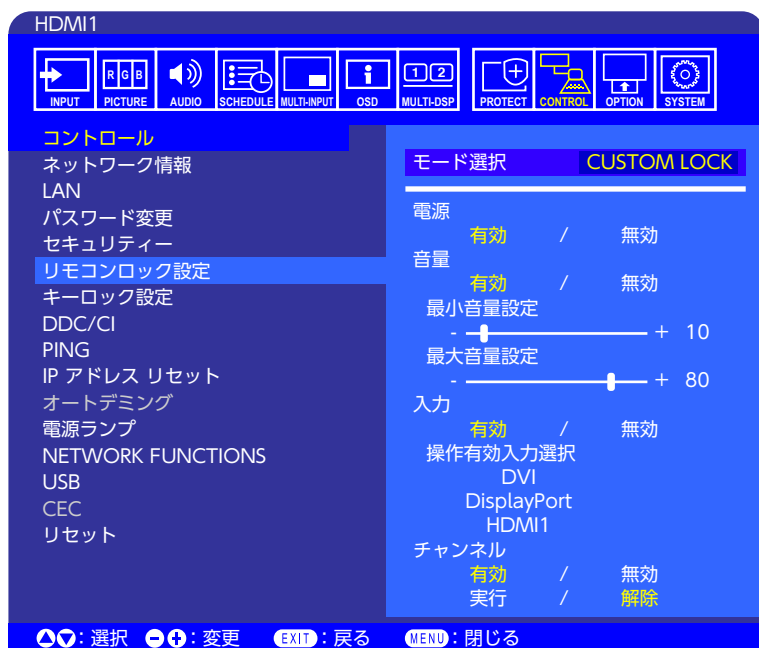 HDMI1
INPUT
R G B
PICTURE
AUDIO
SCHEDULE
MULTI-INPUT
OSD
1 2
MULTI-DSP
PROTECT
CONTROL
OPTION
SYSTEM
コントロール
ネットワーク情報
LAN
パスワード変更
セキュリティー
リモコンロック設定
キーロック設定
DDC/CI
PING
IP アドレス リセット
オートデミング
電源ランプ
NETWORK FUNCTIONS
USB
CEC
リセット
モード選択 CUSTOM LOCK
電源
有効 / 無効
音量
有効 / 無効
最小音量設定
- + 10
最大音量設定
- + 80
入力
有効 / 無効
操作有効入力選択
DVI
DisplayPort
HDMI1
チャンネル
有効 / 無効
実行 / 解除
: 選択 : 変更 EXIT : 戻る MENU : 閉じる